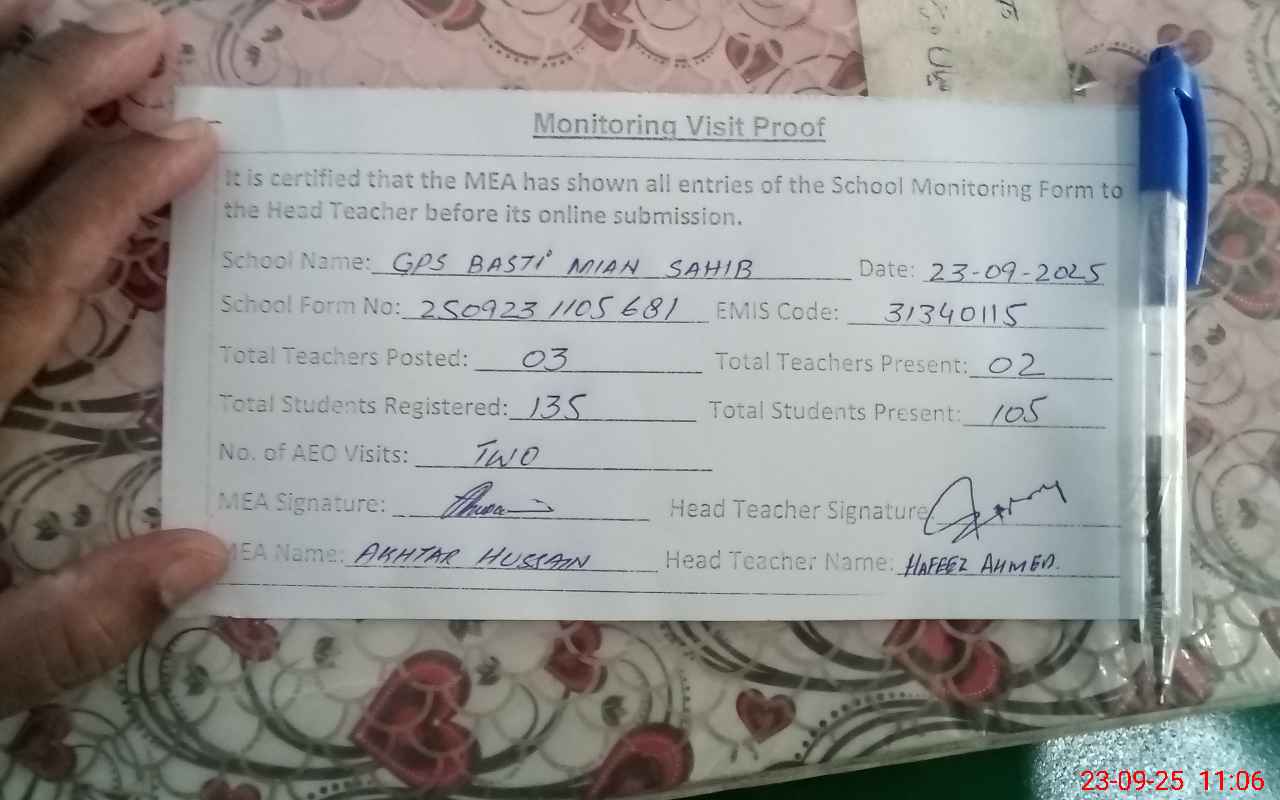 Monitoring Visit Proof
It is certified that the MEA has shown all entries of the School Monitoring Form to
the Head Teacher before its online submission.
School Name: GPS BASTI MIAN SAHIB Date: 23-09-2025
School Form No: 250923 1105 681 EMIS Code: 31340115
Total Teachers Posted: 03 Total Teachers Present: 02
Total Students Registered: 135 Total Students Present: 105
No. of AEO Visits: TWO
MEA Signature: Head Teacher Signature
MEA Name: AKHTAR HUSSAIN Head Teacher Name: HAFEEZ AHMED.
23-09-25 11:06